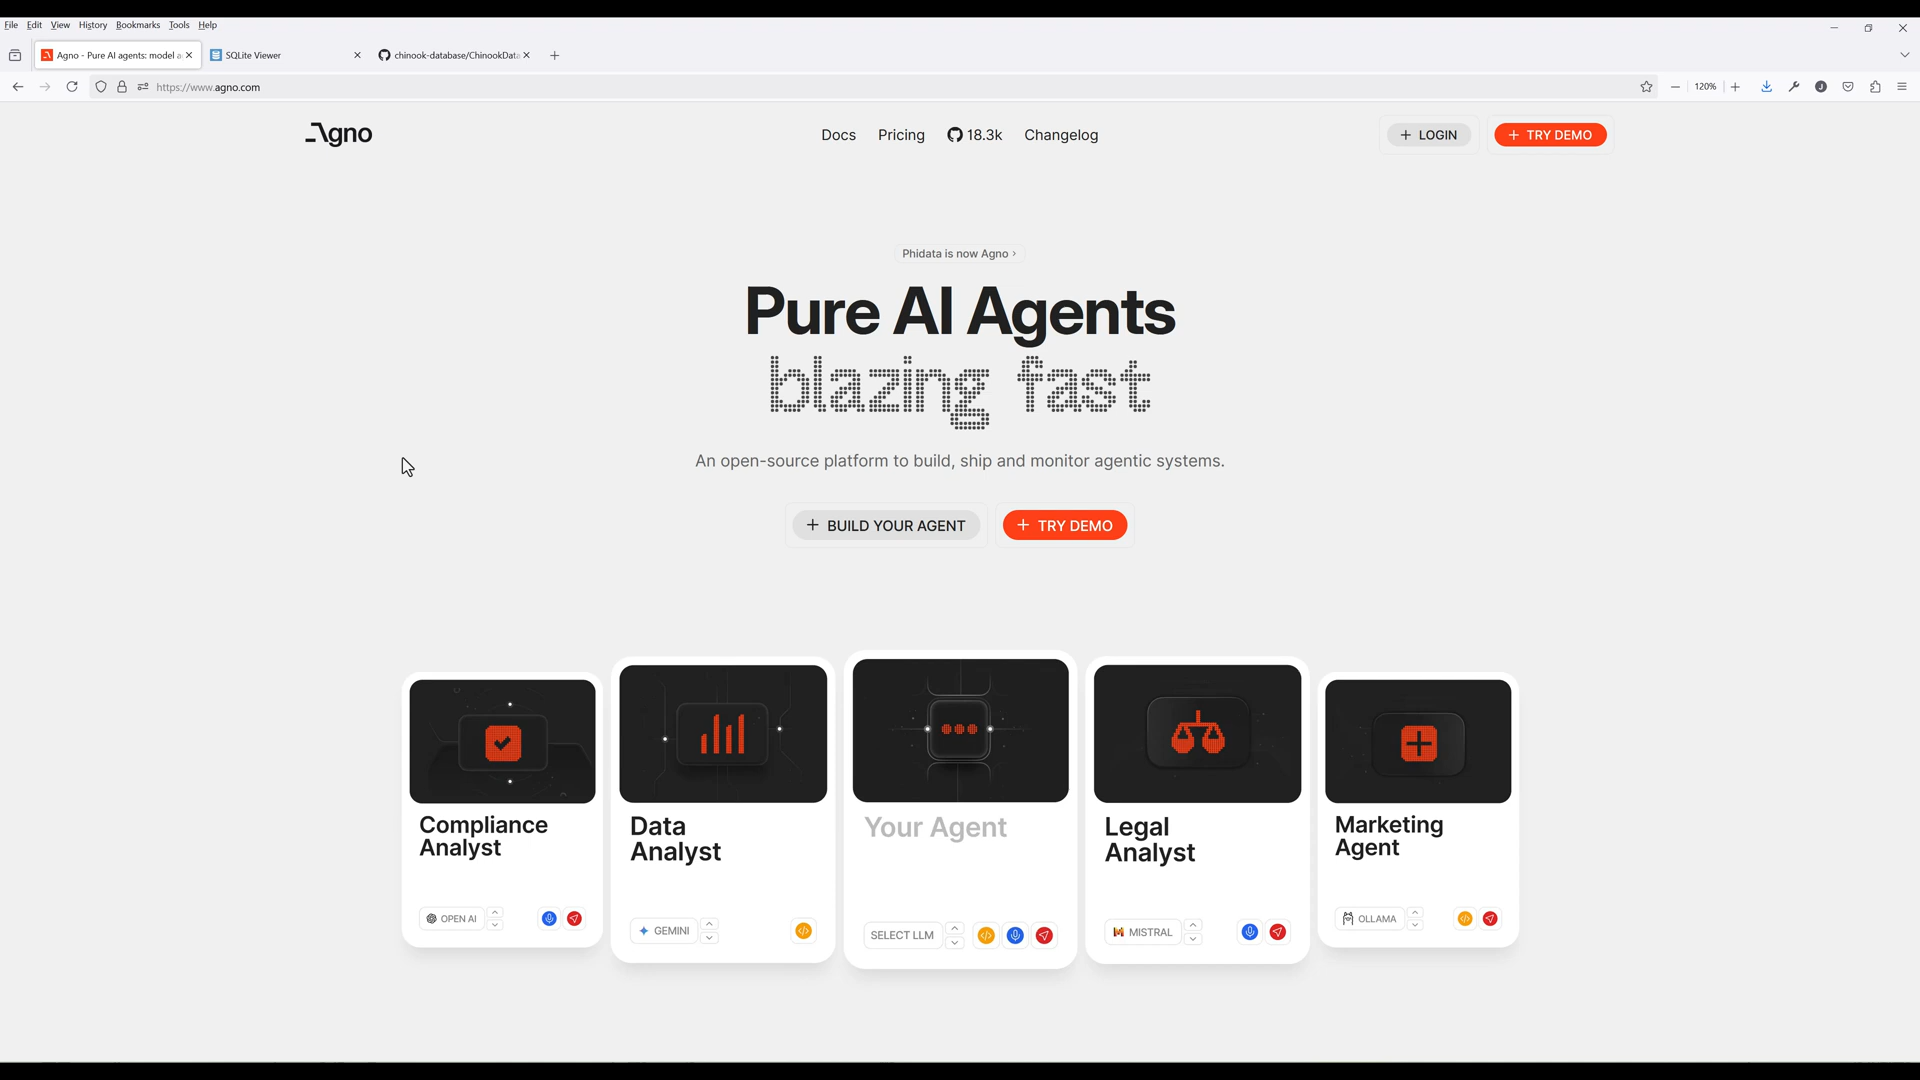 File Edit View History Bookmarks Tools Help
Agno - Pure AI agents: model a
SQLite Viewer
chinook-database/ChinookData
https://www.agno.com
120%
Agno
Docs
Pricing
18.3k
Changelog
+ LOGIN
+ TRY DEMO
Phidata is now Agno ›
Pure AI Agents
blazing fast
An open-source platform to build, ship and monitor agentic systems.
+ BUILD YOUR AGENT
+ TRY DEMO
Compliance
Analyst
OPEN AI
Data
Analyst
GEMINI
Your Agent
SELECT LLM
Legal
Analyst
MISTRAL
Marketing
Agent
OLLAMA